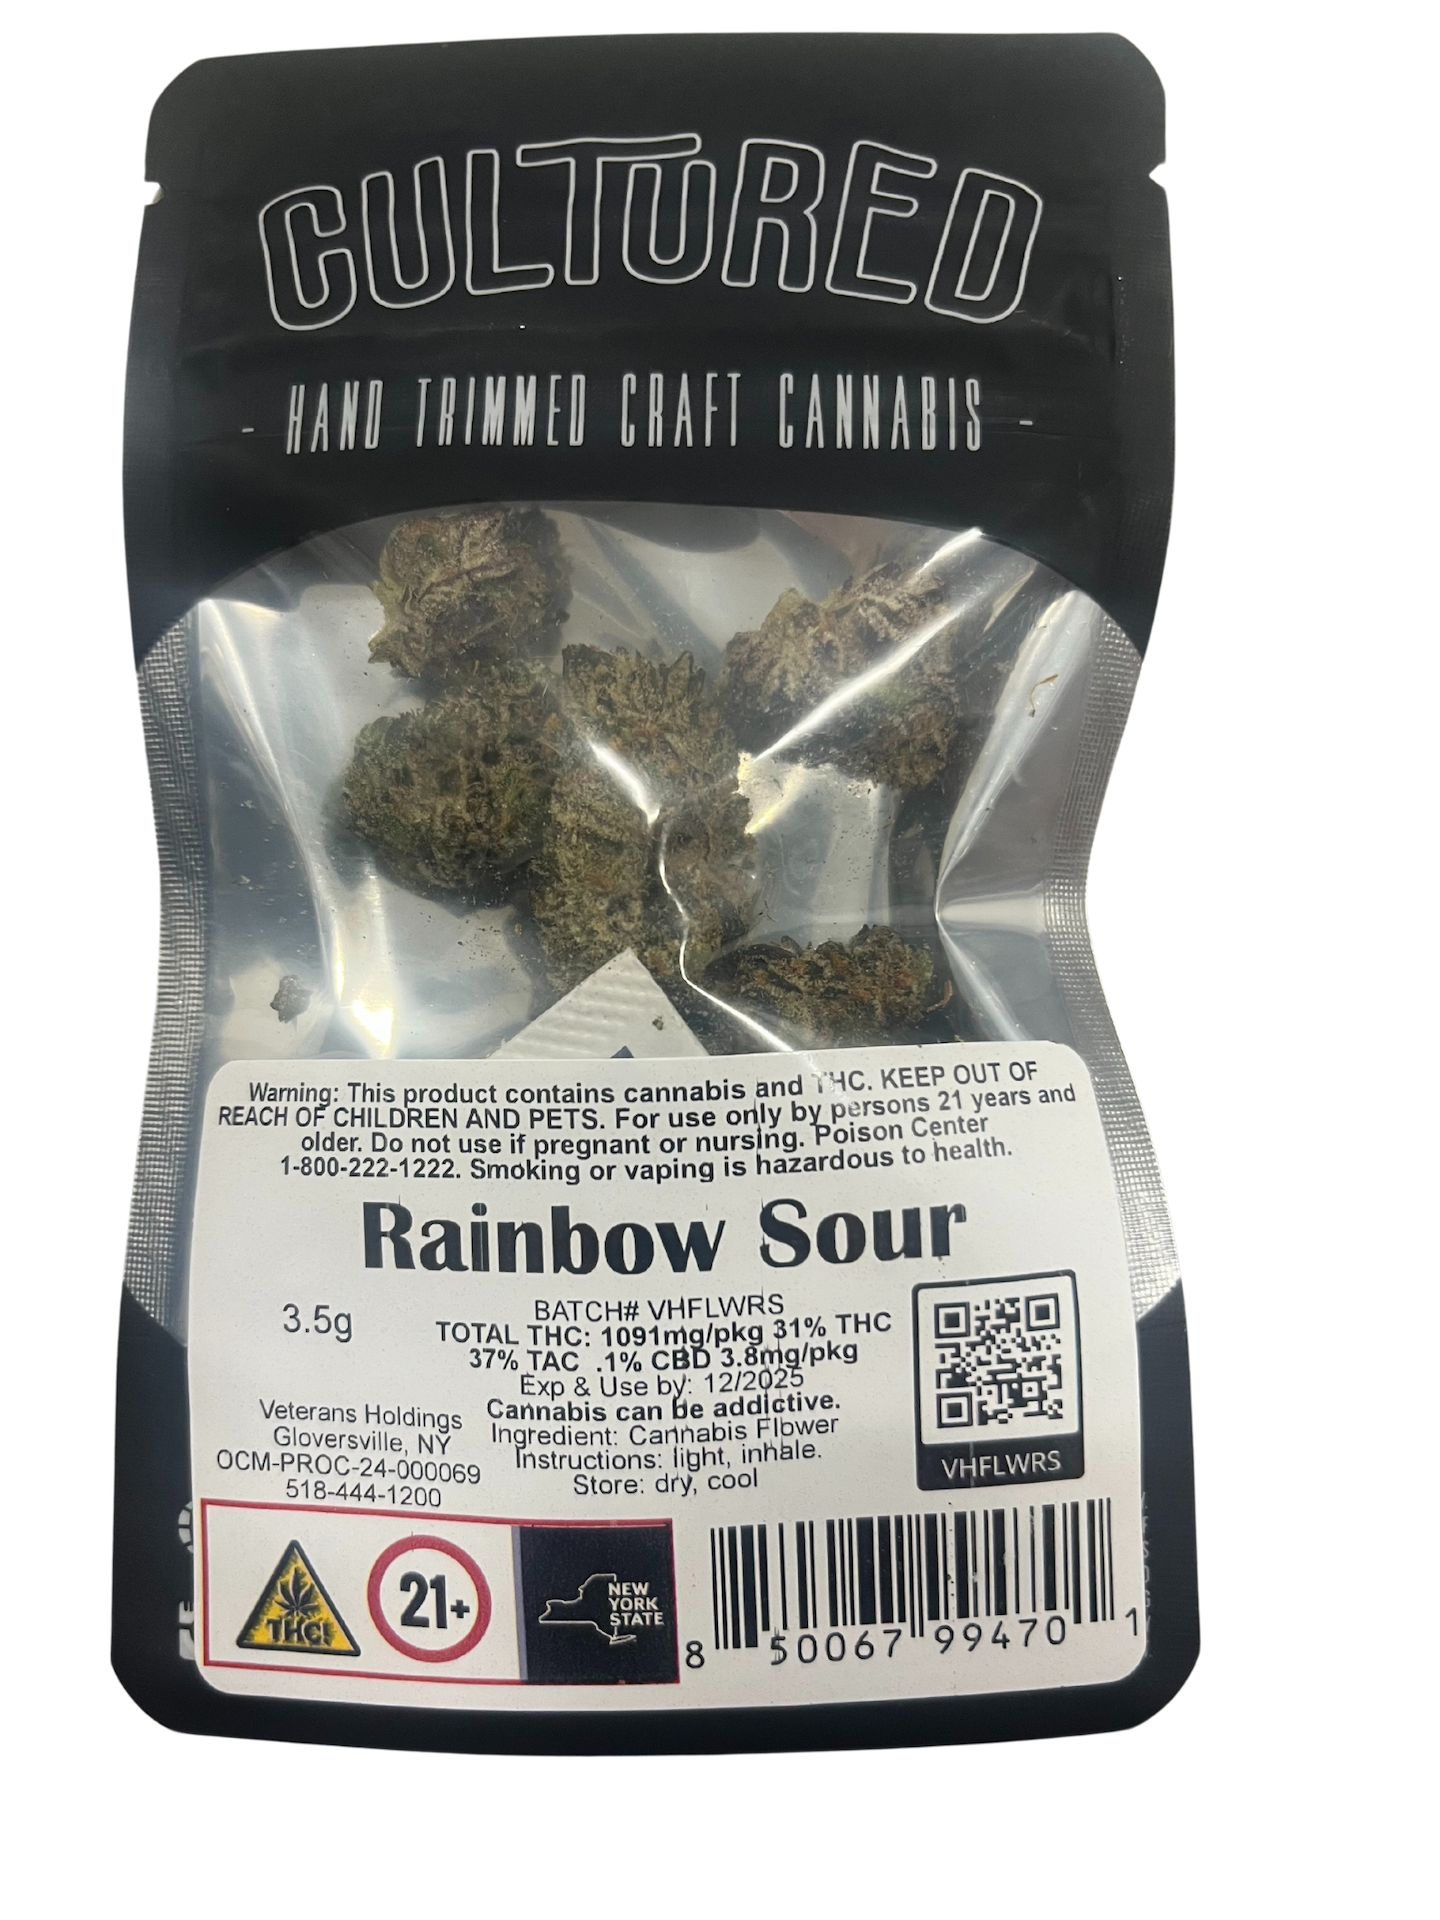 CULTURED
- HAND TRIMMED CRAFT CANNABIS -
Warning: This product contains cannabis and THC. KEEP OUT OF
REACH OF CHILDREN AND PETS. For use only by persons 21 years and
older. Do not use if pregnant or nursing. Poison Center
1-800-222-1222. Smoking or vaping is hazardous to health.
Rainbow Sour
3.5g
BATCH# VHFLWRS
TOTAL THC: 1091mg/pkg 31% THC
37% TAC .1% CBD 3.8mg/pkg
Exp & Use by: 12/2025
Cannabis can be addictive.
Ingredient: Cannabis Flower
Instructions: light, inhale.
Store: dry, cool
Veterans Holdings
Gloversville, NY
OCM-PROC-24-000069
518-444-1200
VHFLWRS
THC!
21+
NEW
YORK
STATE
8 50067 99470 1